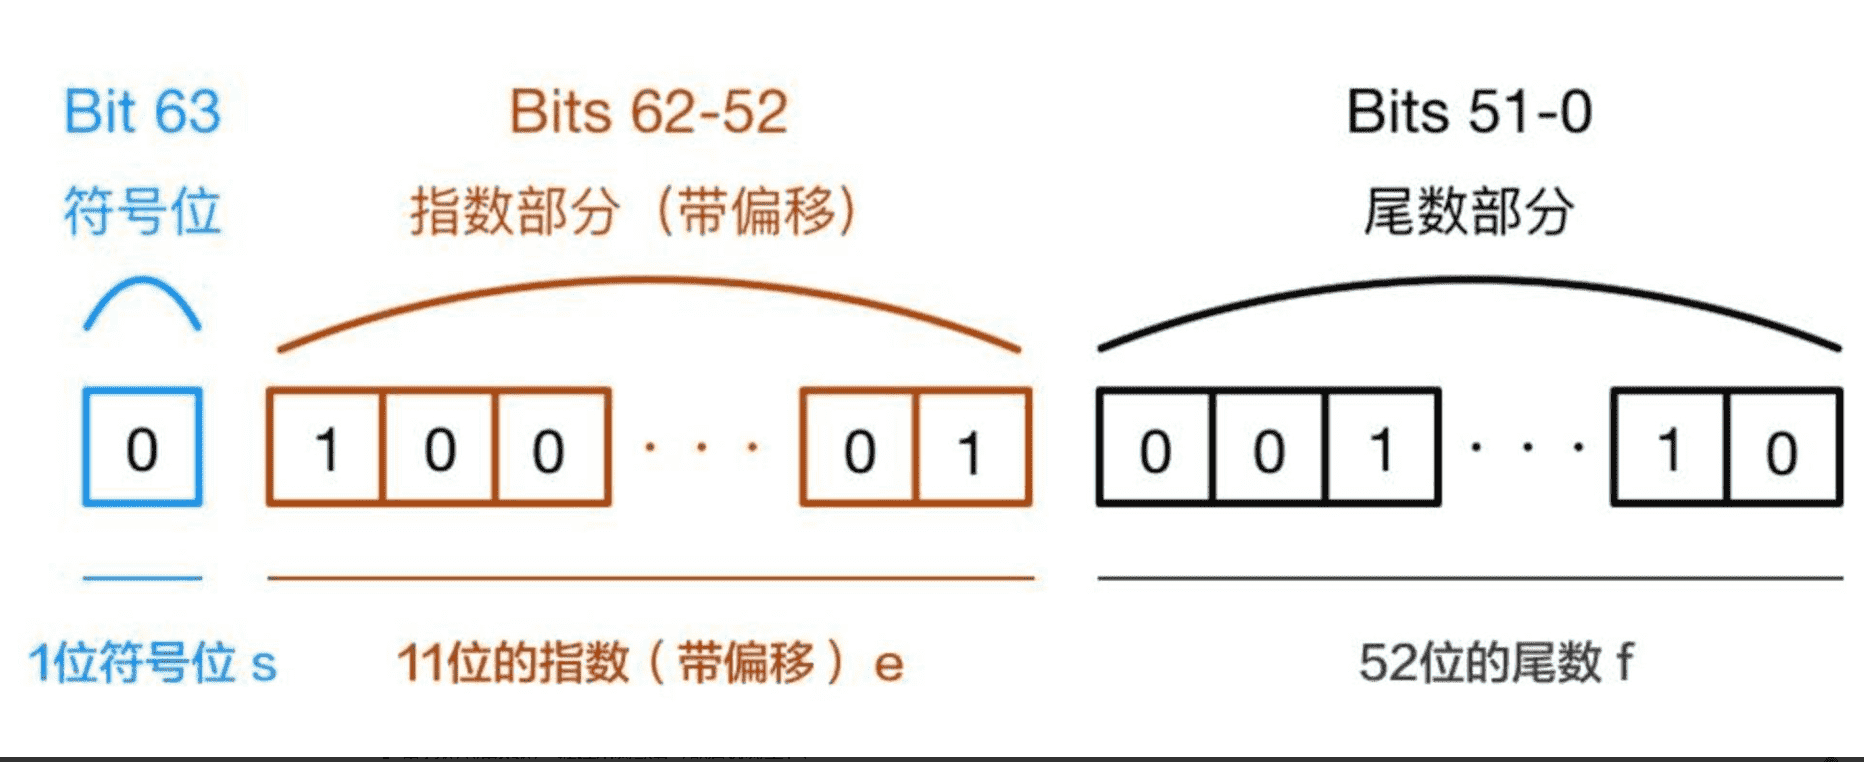 Bit 63
Bits 62-52
Bits 51-0
符号位
指数部分（带偏移）
尾数部分
0
1 0 0 · · · 0 1
0 0 1 · · · 1 0
1位符号位 s
11位的指数（带偏移）e
52位的尾数 f